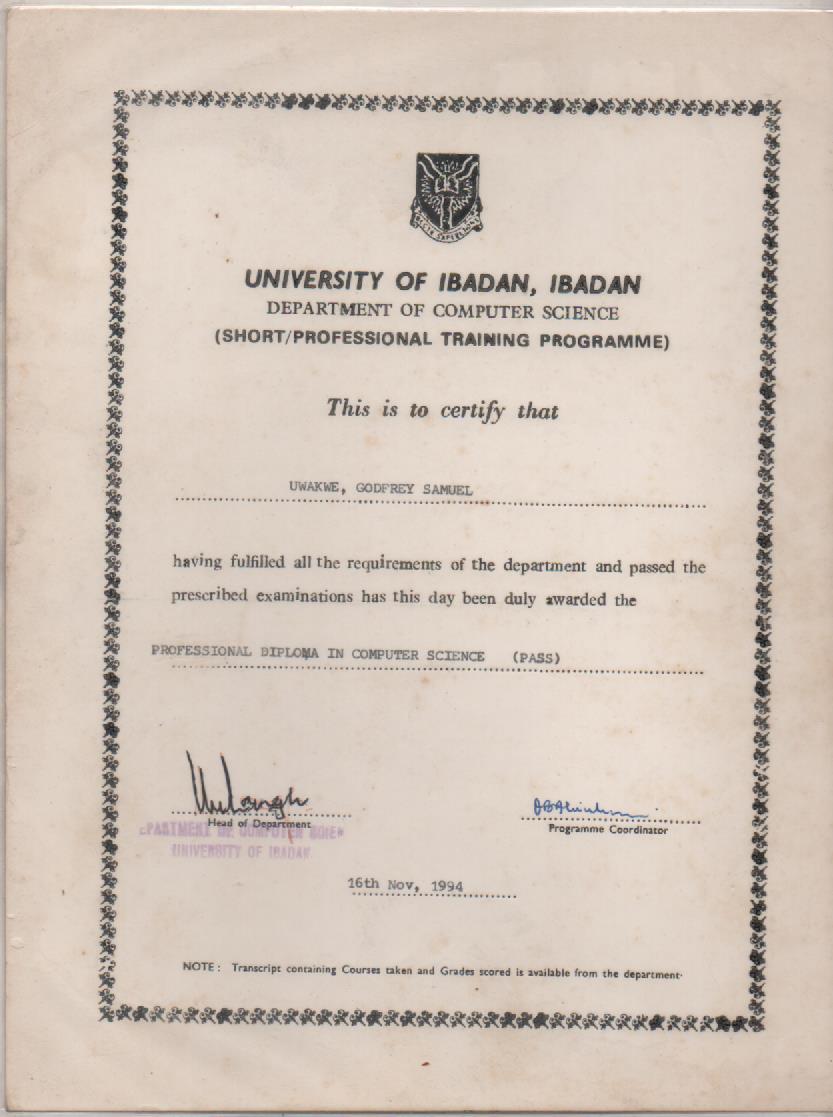 UNIVERSITY OF IBADAN, IBADAN
DEPARTMENT OF COMPUTER SCIENCE
(SHORT/PROFESSIONAL TRAINING PROGRAMME)
This is to certify that
UWAKWE, GODFREY SAMUEL
having fulfilled all the requirements of the department and passed the
prescribed examinations has this day been duly awarded the
PROFESSIONAL DIPLOMA IN COMPUTER SCIENCE (PASS)
Head of Department
Programme Coordinator
OF COMPUTER
UNIVERSITY OF IBADAN
16th Nov, 1994
NOTE : Transcript containing Courses taken and Grades scored is available from the department.